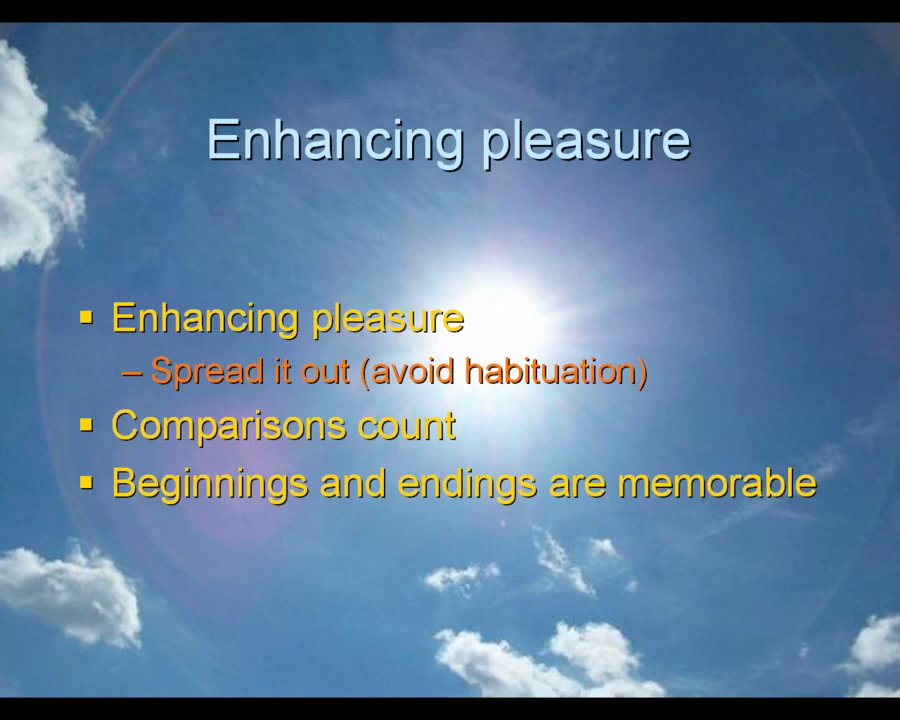 Enhancing pleasure
▪ Enhancing pleasure
– Spread it out (avoid habituation)
▪ Comparisons count
▪ Beginnings and endings are memorable